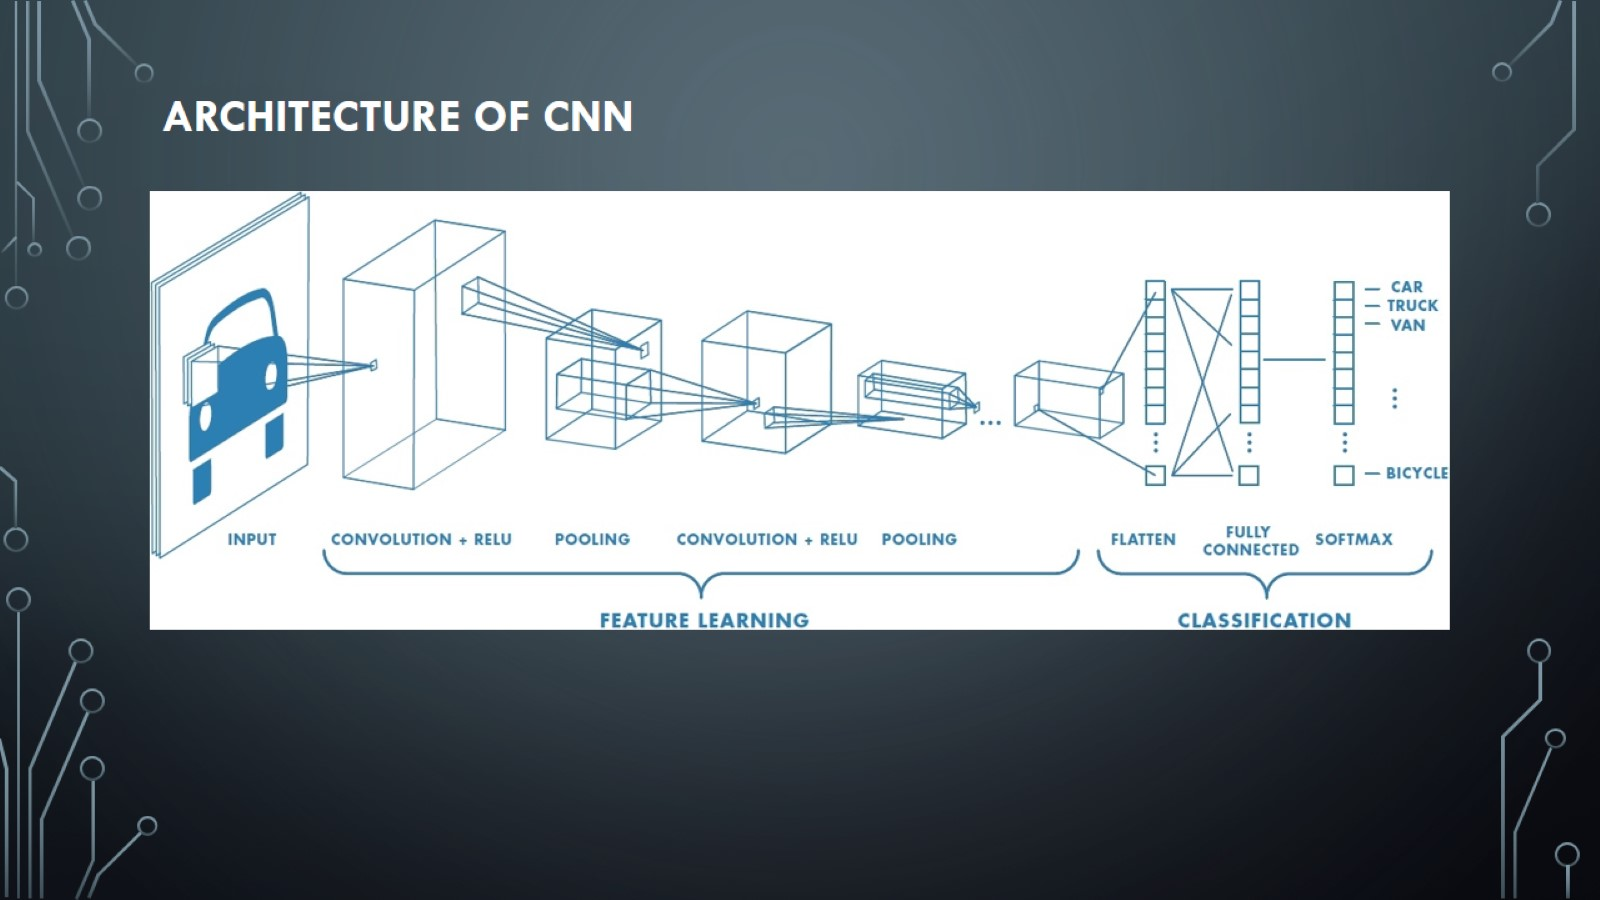 ARCHITECTURE OF CNN
CAR
TRUCK
VAN
BICYCLE
INPUT
CONVOLUTION + RELU
POOLING
CONVOLUTION + RELU
POOLING
FLATTEN
FULLY
CONNECTED
SOFTMAX
FEATURE LEARNING
CLASSIFICATION